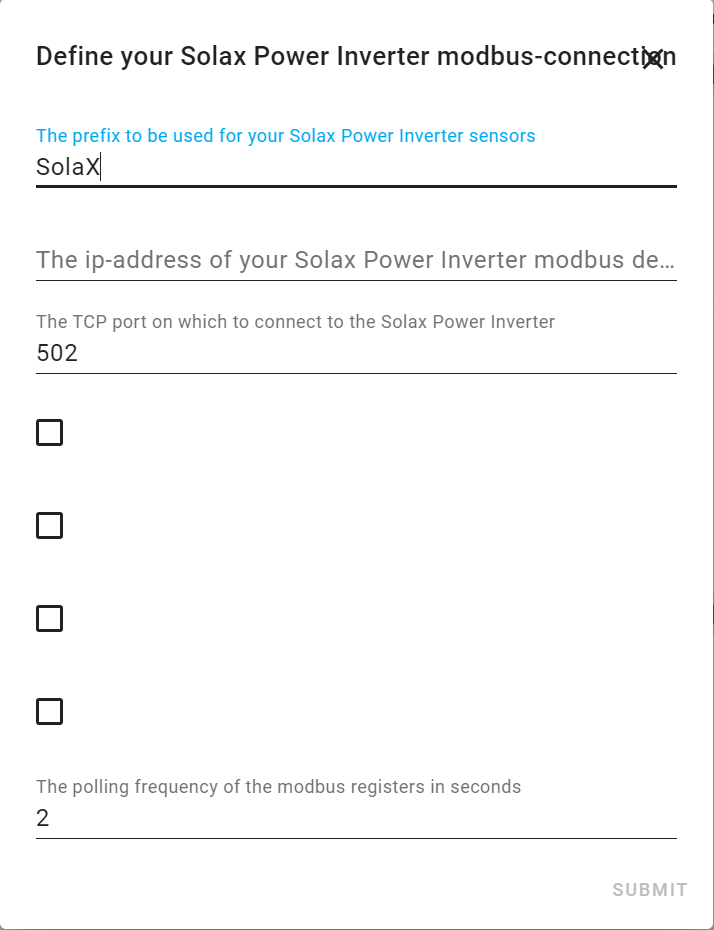 Define your Solax Power Inverter modbus-connection
The prefix to be used for your Solax Power Inverter sensors
SolaX
The ip-address of your Solax Power Inverter modbus de...
The TCP port on which to connect to the Solax Power Inverter
502
The polling frequency of the modbus registers in seconds
2
SUBMIT